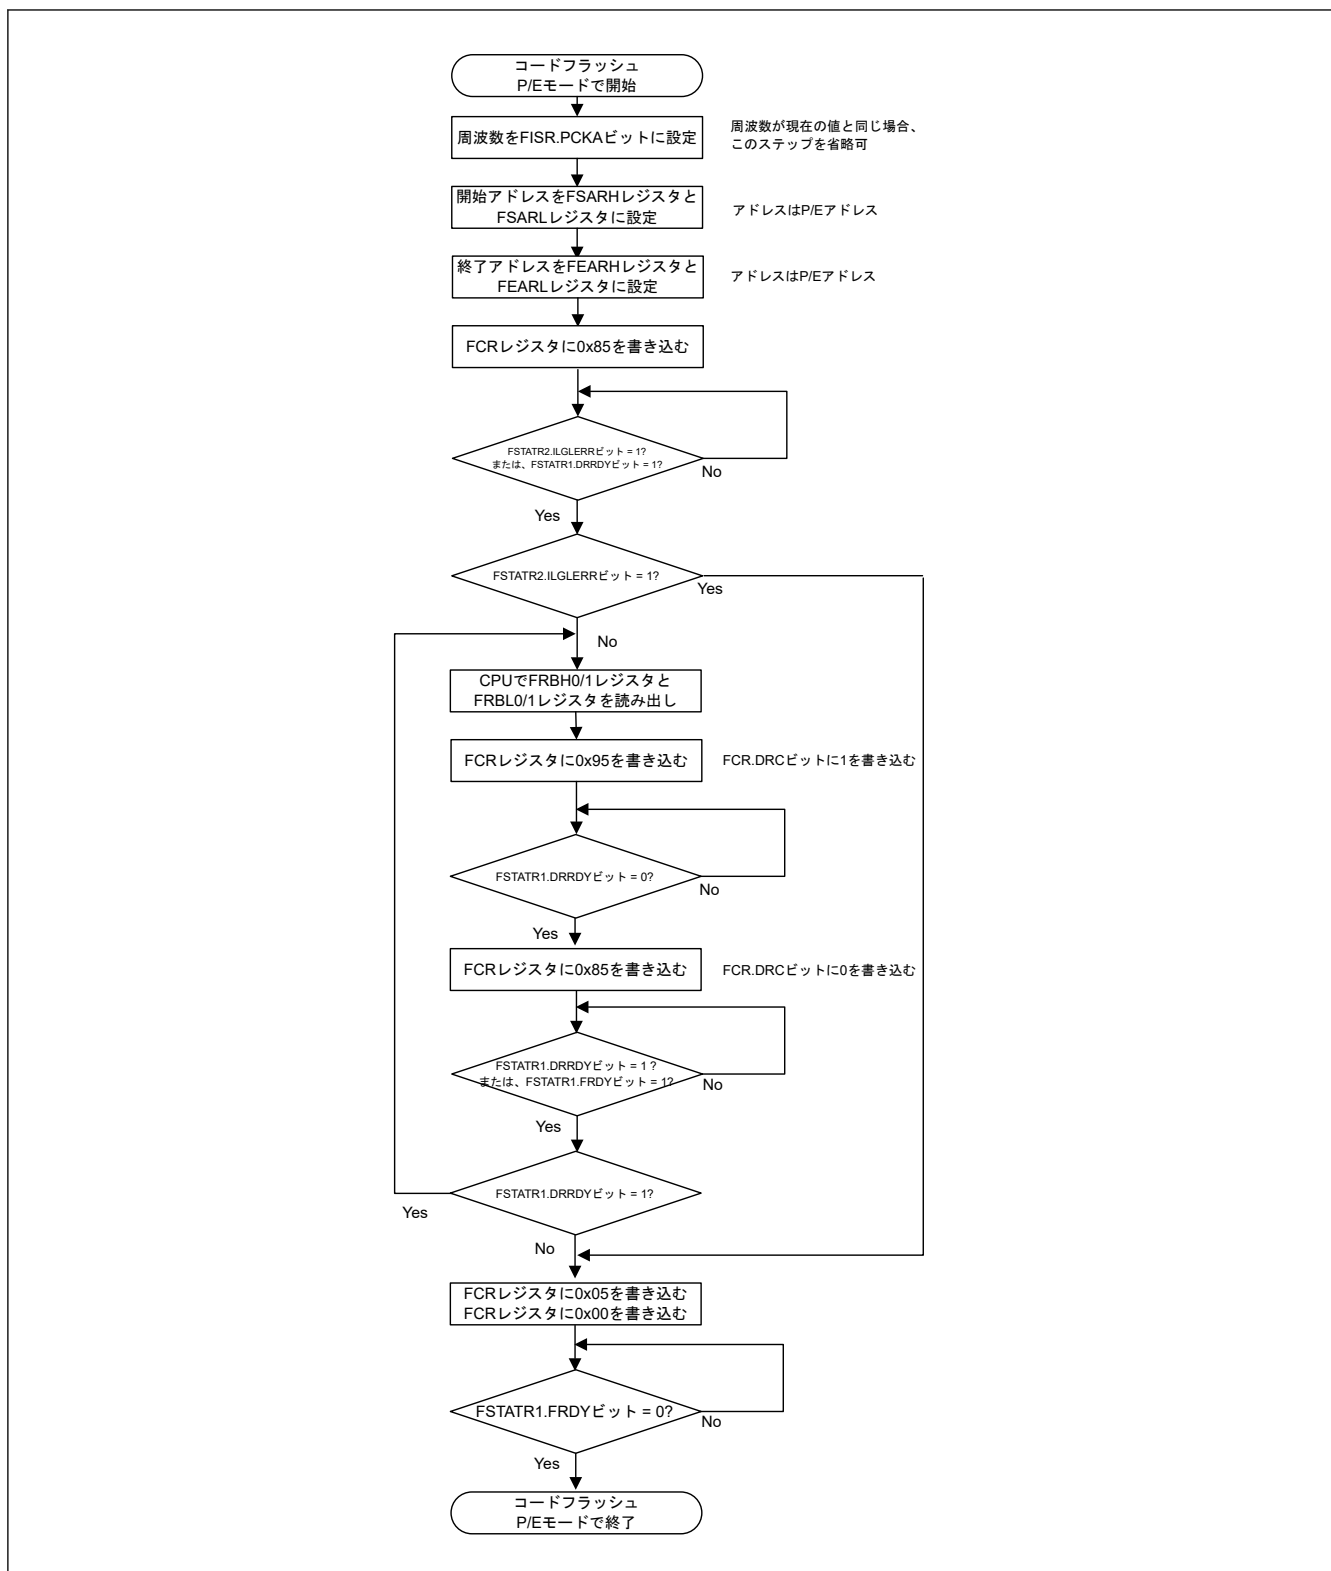 コードフラッシュ
P/Eモードで開始
周波数をFISR.PCKAビットに設定
周波数が現在の値と同じ場合、
このステップを省略可
開始アドレスをFSARHレジスタと
FSARLレジスタに設定
アドレスはP/Eアドレス
終了アドレスをFEARHレジスタと
FEARLレジスタに設定
アドレスはP/Eアドレス
FCRレジスタに0x85を書き込む
FSTATR2.ILGLERRビット = 1?
または、FSTATR1.DRRDYビット = 1?
No
Yes
FSTATR2.ILGLERRビット = 1?
Yes
No
CPUでFRBH0/1レジスタと
FRBL0/1レジスタを読み出し
FCRレジスタに0x95を書き込む
FCR.DRCビットに1を書き込む
FSTATR1.DRRDYビット = 0?
No
Yes
FCRレジスタに0x85を書き込む
FCR.DRCビットに0を書き込む
FSTATR1.DRRDYビット = 1 ?
または、FSTATR1.FRDYビット = 1?
No
Yes
FSTATR1.DRRDYビット = 1?
Yes
No
FCRレジスタに0x05を書き込む
FCRレジスタに0x00を書き込む
FSTATR1.FRDYビット = 0?
No
Yes
コードフラッシュ
P/Eモードで終了